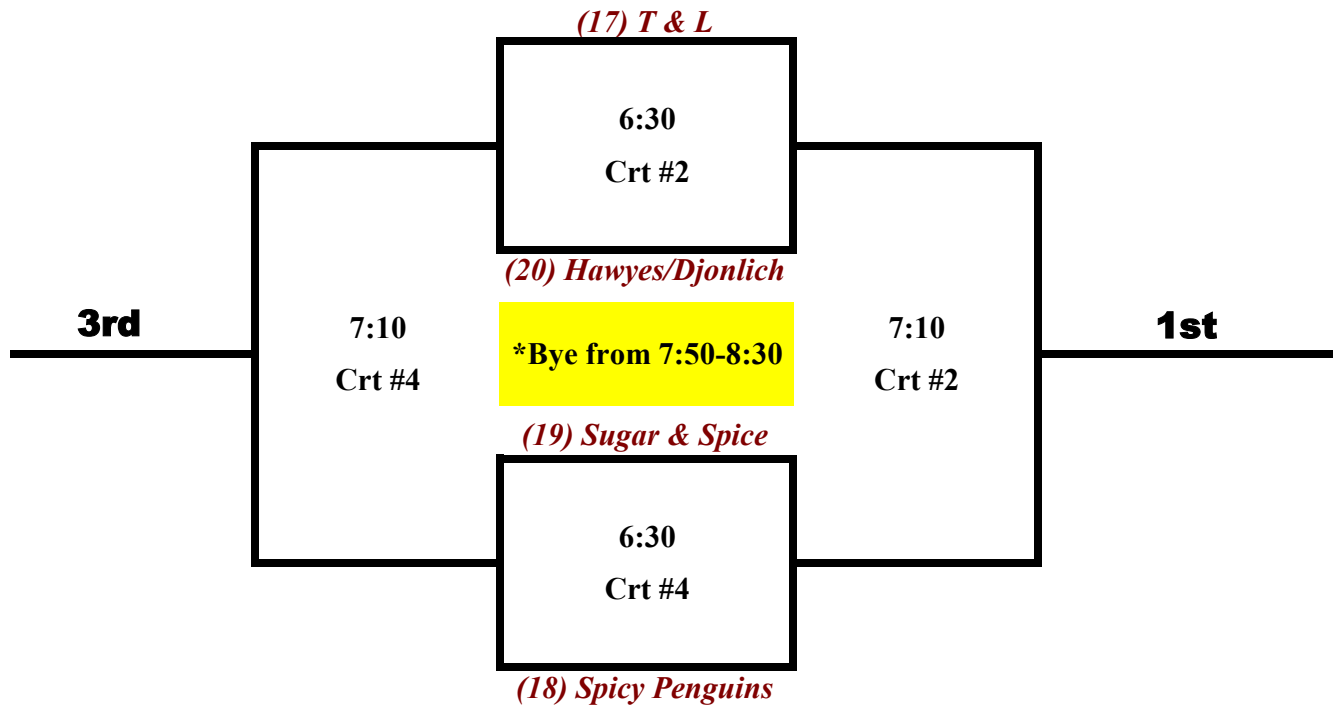 (17) T & L
6:30
Crt #2
(20) Hawyes/Djonlich
3rd
7:10
Crt #4
*Bye from 7:50-8:30
7:10
Crt #2
1st
(19) Sugar & Spice
6:30
Crt #4
(18) Spicy Penguins